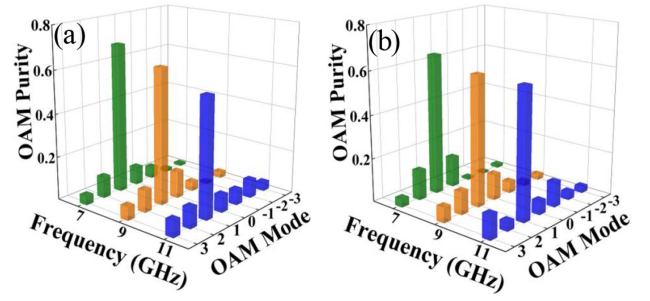 (a)
0.8
0.6
0.4
0.2
OAM Purity
7
9
11
Frequency (GHz)
3 2 1 0 -1 -2 -3
OAM Mode
(b)
0.8
0.6
0.4
0.2
OAM Purity
7
9
11
Frequency (GHz)
3 2 1 0 -1 -2 -3
OAM Mode